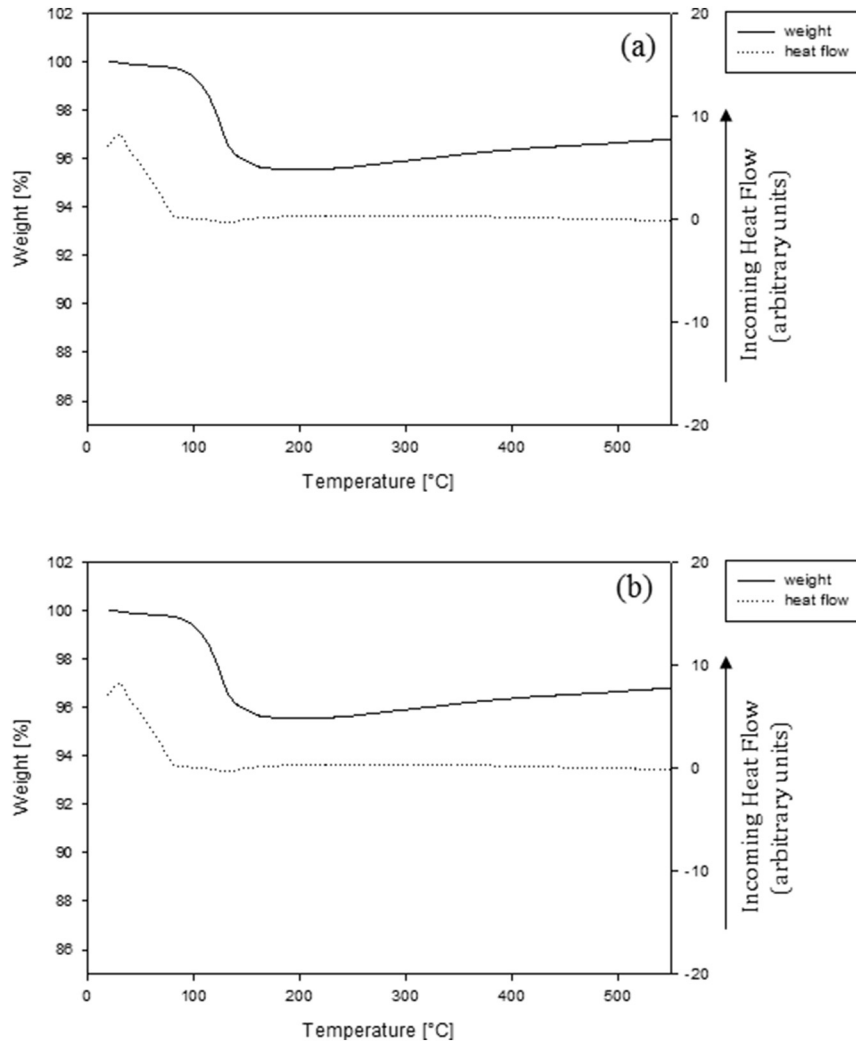 102
100
98
96
94
92
90
88
86
Weight [%]
0
100
200
300
400
500
Temperature [°C]
20
10
0
-10
-20
Incoming Heat Flow
(arbitrary units)
(a)
weight
heat flow
102
100
98
96
94
92
90
88
86
Weight [%]
0
100
200
300
400
500
Temperature [°C]
20
10
0
-10
-20
Incoming Heat Flow
(arbitrary units)
(b)
weight
heat flow